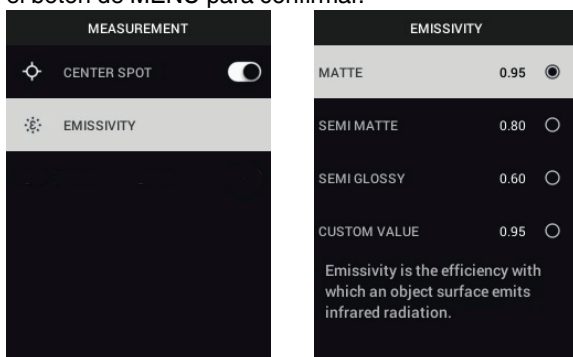 el botón de MENÚ para confirmar.
MEASUREMENT
CENTER SPOT
EMISSIVITY
EMISSIVITY
MATTE 0.95
SEMI MATTE 0.80
SEMI GLOSSY 0.60
CUSTOM VALUE 0.95
Emissivity is the efficiency with
which an object surface emits
infrared radiation.